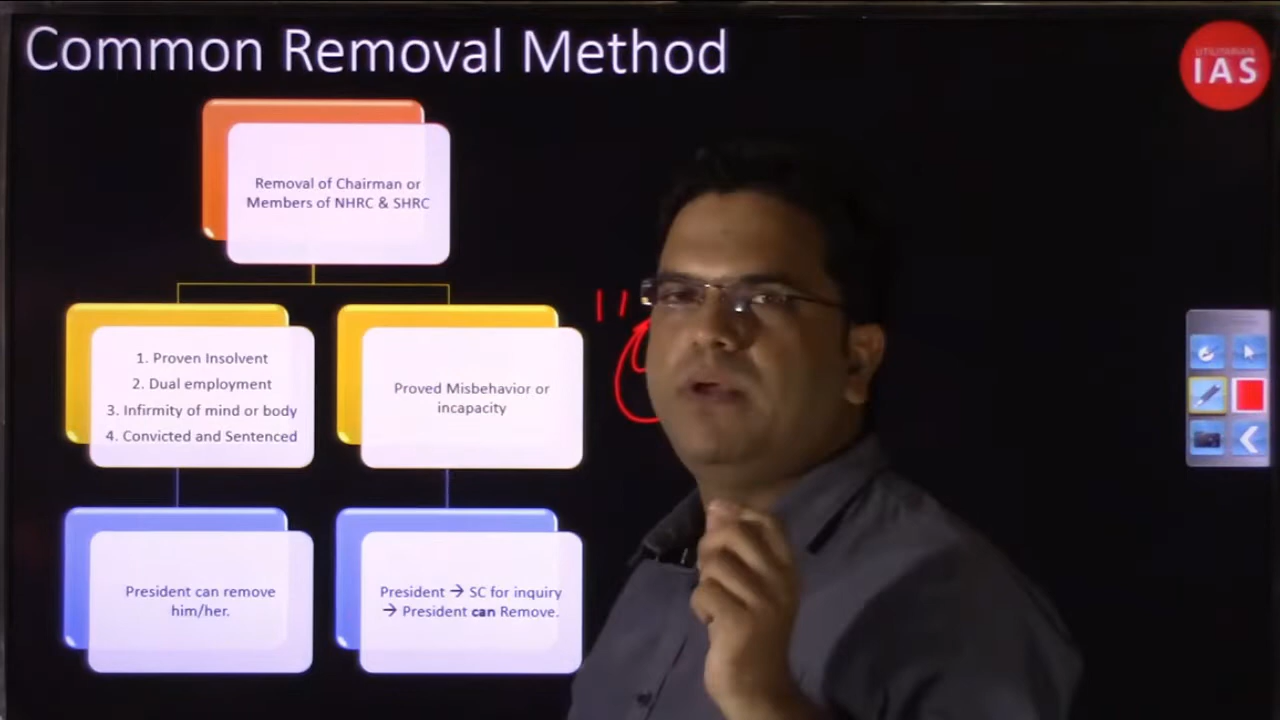 Common Removal Method
UTILITARIAN
IAS
Removal of Chairman or
Members of NHRC & SHRC
1. Proven Insolvent
2. Dual employment
3. Infirmity of mind or body
4. Convicted and Sentenced
Proved Misbehavior or
incapacity
President can remove
him/her.
President → SC for inquiry
→ President can Remove.